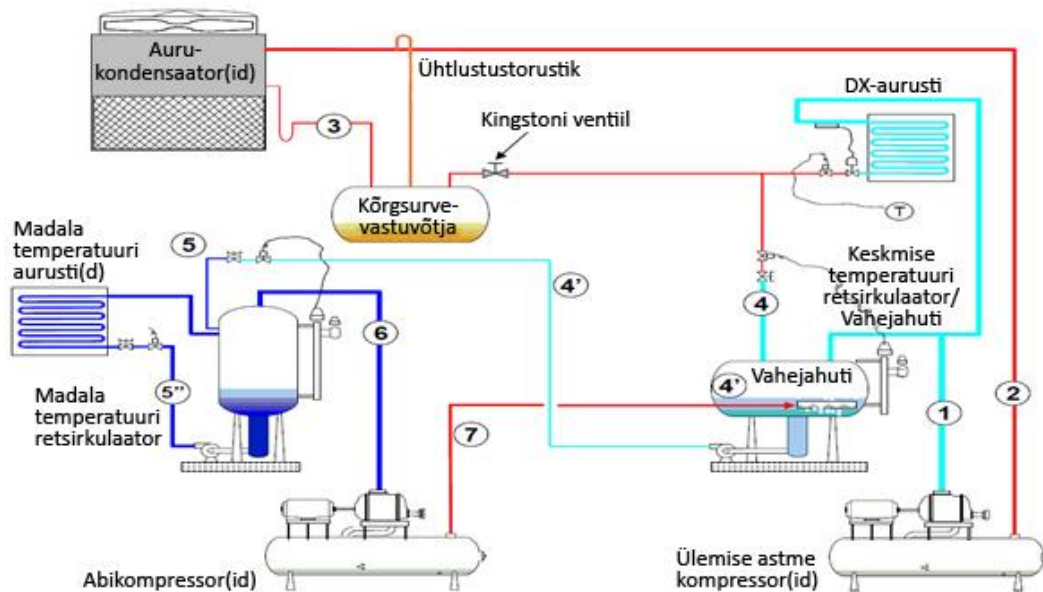 Auru-
kondensaator(id)
Ühtlustustorustik
DX-aurusti
Kingstoni ventiil
3
Kõrgsurve-
vastuvõtja
T
Madala
temperatuuri
aurusti(d)
5
4’
4
Keskmise
temperatuuri
retsirkulaator/
Vahejahuti
6
5’’
Madala
temperatuuri
retsirkulaator
4’
Vahejahuti
7
1
2
E
Abikompressor(id)
Ülemise astme
kompressor(id)